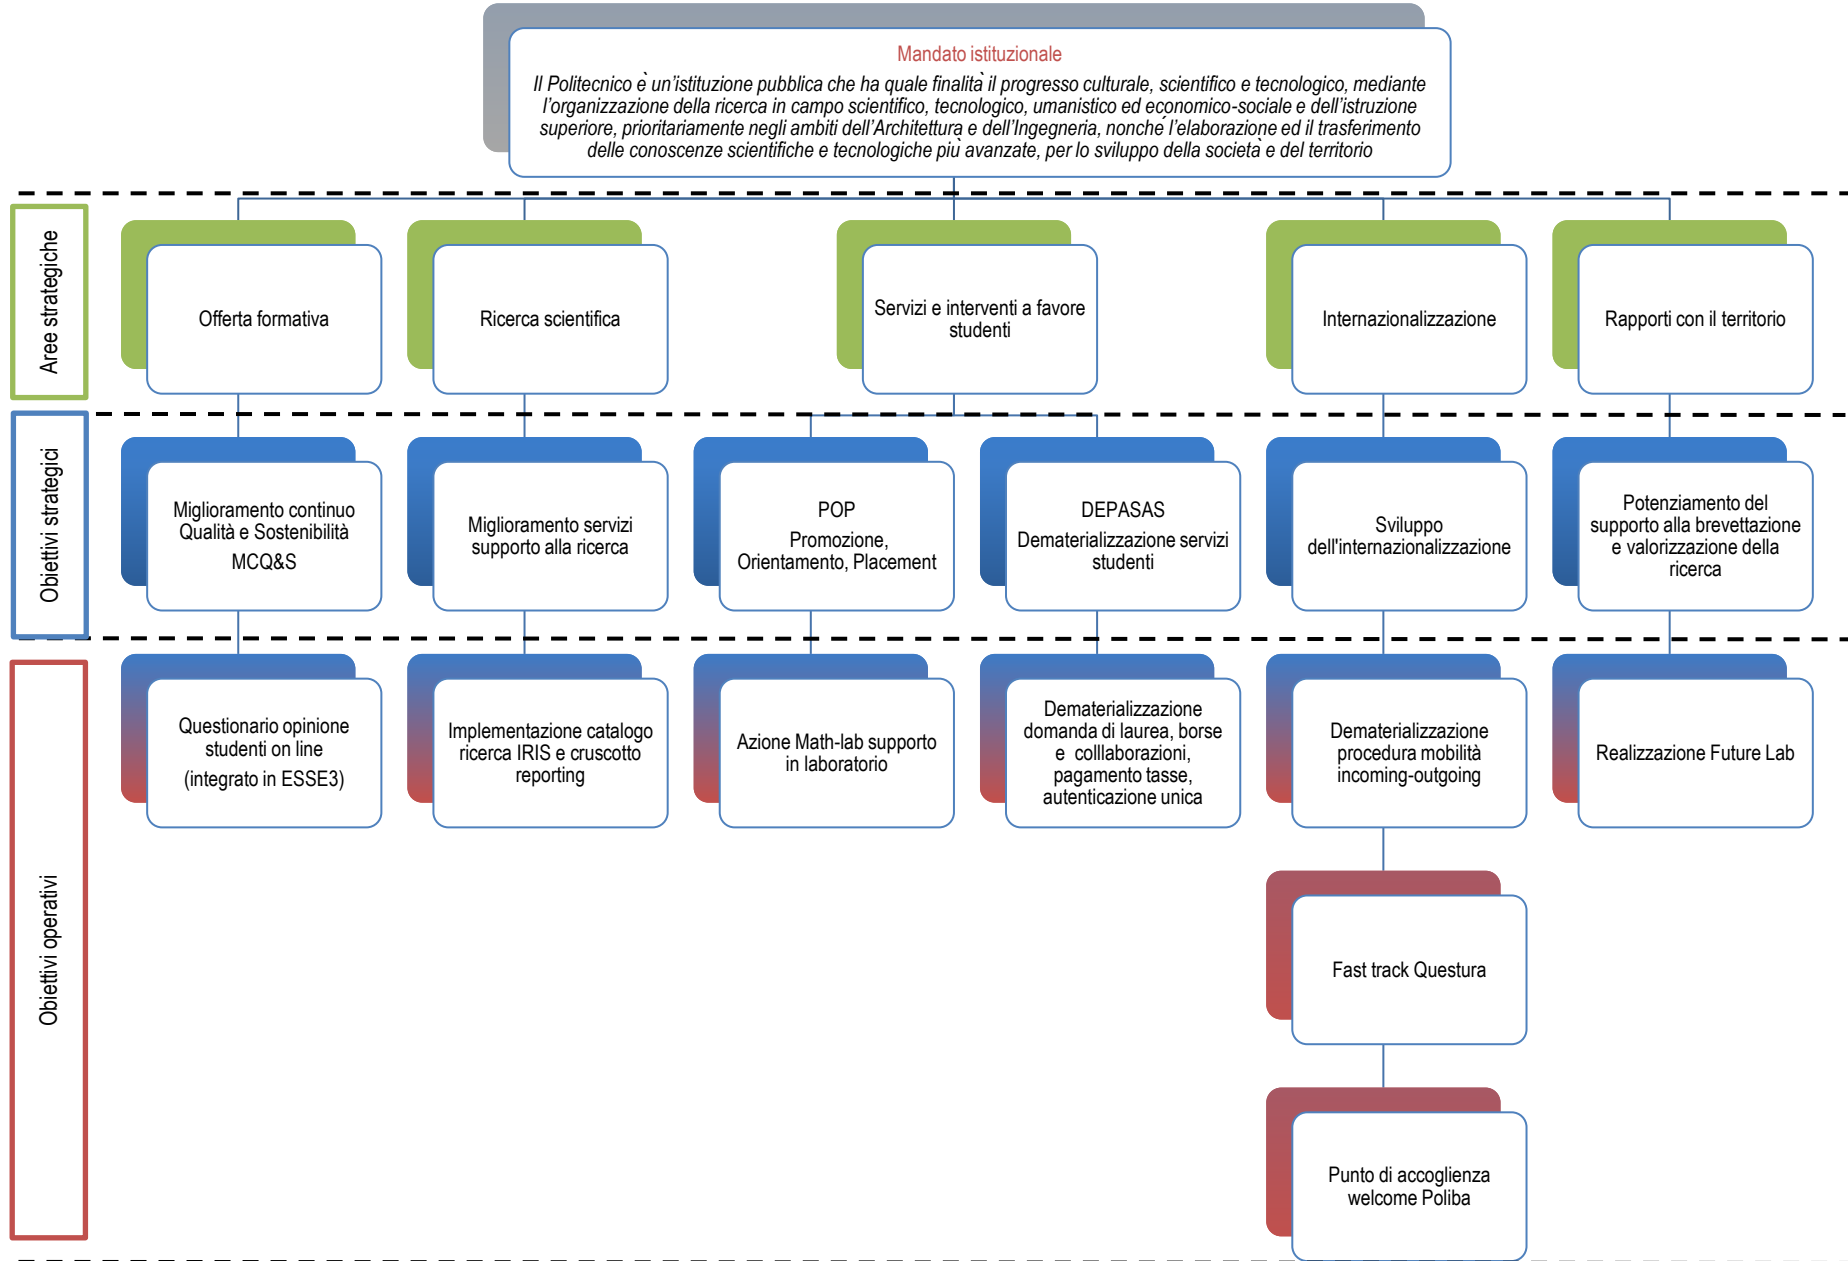 Mandato istituzionale
Il Politecnico è un'istituzione pubblica che ha quale finalità il progresso culturale, scientifico e tecnologico, mediante
l'organizzazione della ricerca in campo scientifico, tecnologico, umanistico ed economico-sociale e dell'istruzione
superiore, prioritariamente negli ambiti dell'Architettura e dell'Ingegneria, nonché l'elaborazione ed il trasferimento
delle conoscenze scientifiche e tecnologiche più avanzate, per lo sviluppo della società e del territorio
Aree strategiche
Offerta formativa
Ricerca scientifica
Servizi e interventi a favore
studenti
Internazionalizzazione
Rapporti con il territorio
Obiettivi strategici
Miglioramento continuo
Qualità e Sostenibilità
MCQ&S
Miglioramento servizi
supporto alla ricerca
POP
Promozione,
Orientamento, Placement
DEPASAS
Dematerializzazione servizi
studenti
Sviluppo
dell'internazionalizzazione
Potenziamento del
supporto alla brevettazione
e valorizzazione della
ricerca
Obiettivi operativi
Questionario opinione
studenti on line
(integrato in ESSE3)
Implementazione catalogo
ricerca IRIS e cruscotto
reporting
Azione Math-lab supporto
in laboratorio
Dematerializzazione
domanda di laurea, borse
e colllaborazioni,
pagamento tasse,
autenticazione unica
Dematerializzazione
procedura mobilità
incoming-outgoing
Realizzazione Future Lab
Fast track Questura
Punto di accoglienza
welcome Poliba